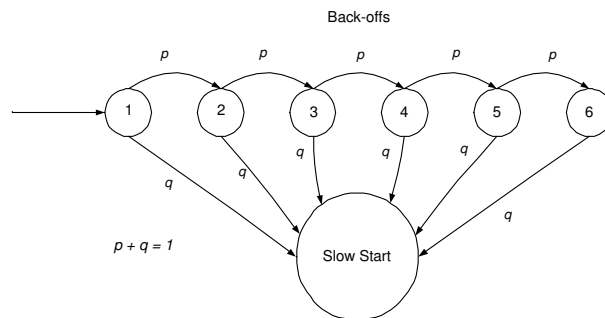 Back-offs
p p p p p
1 2 3 4 5 6
q q q q q q
p + q = 1
Slow Start